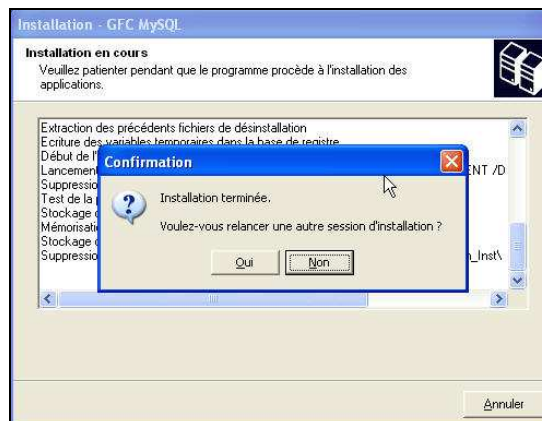 Installation - GFC MySQL
Installation en cours
Veuillez patienter pendant que le programme procède à l'installation des
applications.
Extraction des précédents fichiers de désinstallation
Ecriture des variables temporaires dans la base de registre
Début de l'
Lancement ENT /D
Suppressio
Test de la
Stockage
Mémorisati
Stockage
Suppressio n_Inst\
Confirmation
Installation terminée.
Voulez-vous relancer une autre session d'installation ?
Oui Non
Annuler